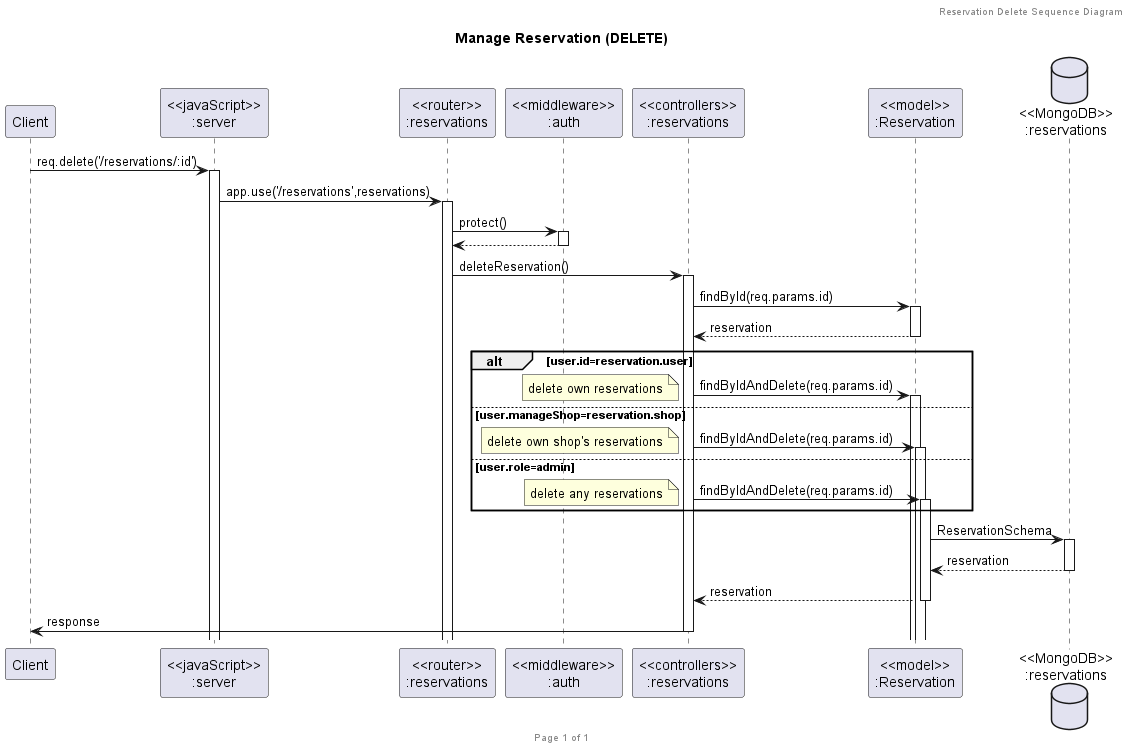 Reservation Delete Sequence Diagram
Manage Reservation (DELETE)
Client
<<javaScript>>
:server
<<router>>
:reservations
<<middleware>>
:auth
<<controllers>>
:reservations
<<model>>
:Reservation
<<MongoDB>>
:reservations
req.delete('/reservations/:id')
app.use('/reservations',reservations)
protect()
deleteReservation()
findById(req.params.id)
reservation
alt [user.id=reservation.user]
delete own reservations
findByIdAndDelete(req.params.id)
[user.manageShop=reservation.shop]
delete own shop's reservations
findByIdAndDelete(req.params.id)
[user.role=admin]
delete any reservations
findByIdAndDelete(req.params.id)
ReservationSchema
reservation
reservation
response
Client
<<javaScript>>
:server
<<router>>
:reservations
<<middleware>>
:auth
<<controllers>>
:reservations
<<model>>
:Reservation
<<MongoDB>>
:reservations
Page 1 of 1